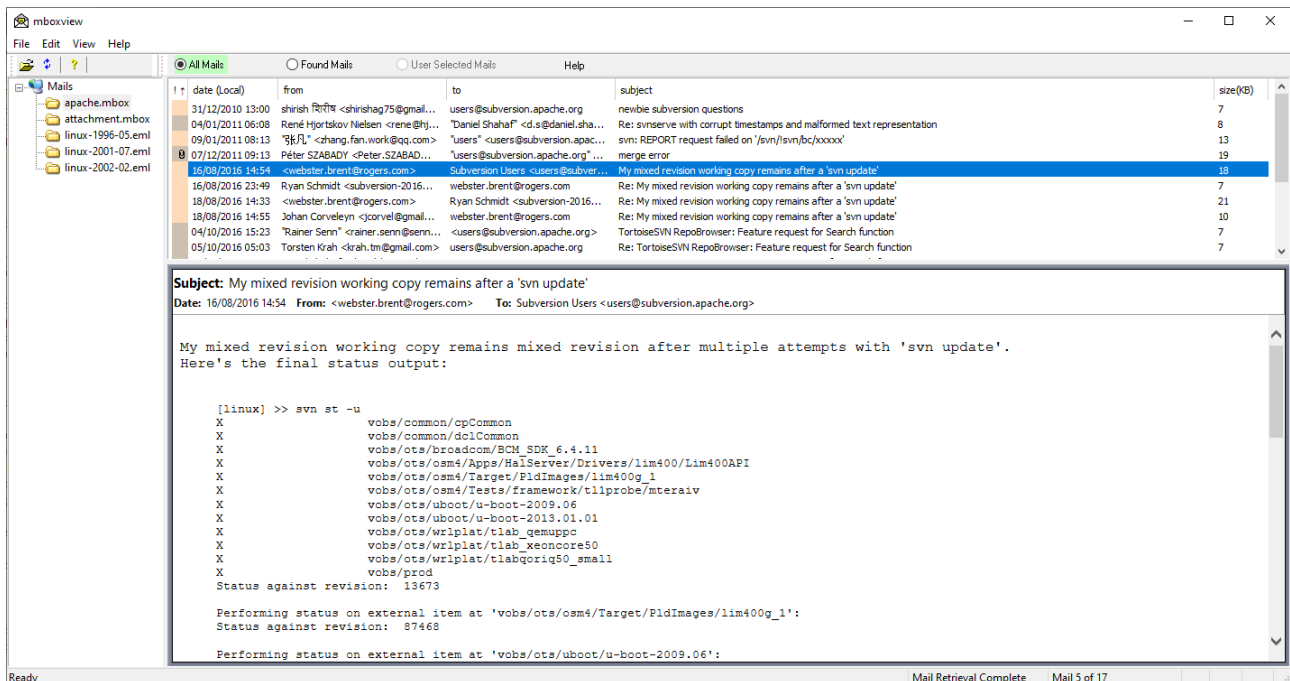 mboxview
File Edit View Help
All Mails Found Mails User Selected Mails Help
Mails
apache.mbox
attachment.mbox
linux-1996-05.eml
linux-2001-07.eml
linux-2002-02.eml
! ↑ date (Local) from to subject size(KB)
31/12/2010 13:00 shirish शिरीष <shirishag75@gmail... users@subversion.apache.org newbie subversion questions 7
04/01/2011 06:08 René Hjortskov Nielsen <rene@hj... "Daniel Shahaf" <d.s@daniel.sha... Re: svnserve with corrupt timestamps and malformed text representation 8
09/01/2011 08:13 "张凡" <zhang.fan.work@qq.com> "users" <users@subversion.apac... svn: REPORT request failed on '/svn/!svn/bc/xxxxx' 13
07/12/2011 09:13 Péter SZABADY <Peter.SZABAD... "users@subversion.apache.org" ... merge error 19
16/08/2016 14:54 <webster.brent@rogers.com> Subversion Users <users@subver... My mixed revision working copy remains after a 'svn update' 18
16/08/2016 23:49 Ryan Schmidt <subversion-2016... webster.brent@rogers.com Re: My mixed revision working copy remains after a 'svn update' 7
18/08/2016 14:33 <webster.brent@rogers.com> Ryan Schmidt <subversion-2016... Re: My mixed revision working copy remains after a 'svn update' 21
18/08/2016 14:55 Johan Corveleyn <jcorvel@gmail... webster.brent@rogers.com Re: My mixed revision working copy remains after a 'svn update' 10
04/10/2016 15:23 "Rainer Senn" <rainer.senn@senn... <users@subversion.apache.org> TortoiseSVN RepoBrowser: Feature request for Search function 7
05/10/2016 05:03 Torsten Krah <krah.tm@gmail.com> users@subversion.apache.org Re: TortoiseSVN RepoBrowser: Feature request for Search function 7
Subject: My mixed revision working copy remains after a 'svn update'
Date: 16/08/2016 14:54 From: <webster.brent@rogers.com> To: Subversion Users <users@subversion.apache.org>
My mixed revision working copy remains mixed revision after multiple attempts with 'svn update'.
Here's the final status output:
[linux] >> svn st -u
X vobs/common/cpCommon
X vobs/common/dclCommon
X vobs/ots/broadcom/BCM_SDK_6.4.11
X vobs/ots/osm4/Apps/HalServer/Drivers/lim400/Lim400API
X vobs/ots/osm4/Target/PldImages/lim400g_1
X vobs/ots/osm4/Tests/framework/tl1probe/mteraiv
X vobs/ots/uboot/u-boot-2009.06
X vobs/ots/uboot/u-boot-2013.01.01
X vobs/ots/wrlplat/tlab_qemuppc
X vobs/ots/wrlplat/tlab_xeoncore50
X vobs/ots/wrlplat/tlabqoriq50_small
X vobs/prod
Status against revision: 13673
Performing status on external item at 'vobs/ots/osm4/Target/PldImages/lim400g_1':
Status against revision: 87468
Performing status on external item at 'vobs/ots/uboot/u-boot-2009.06':
Ready Mail Retrieval Complete Mail 5 of 17